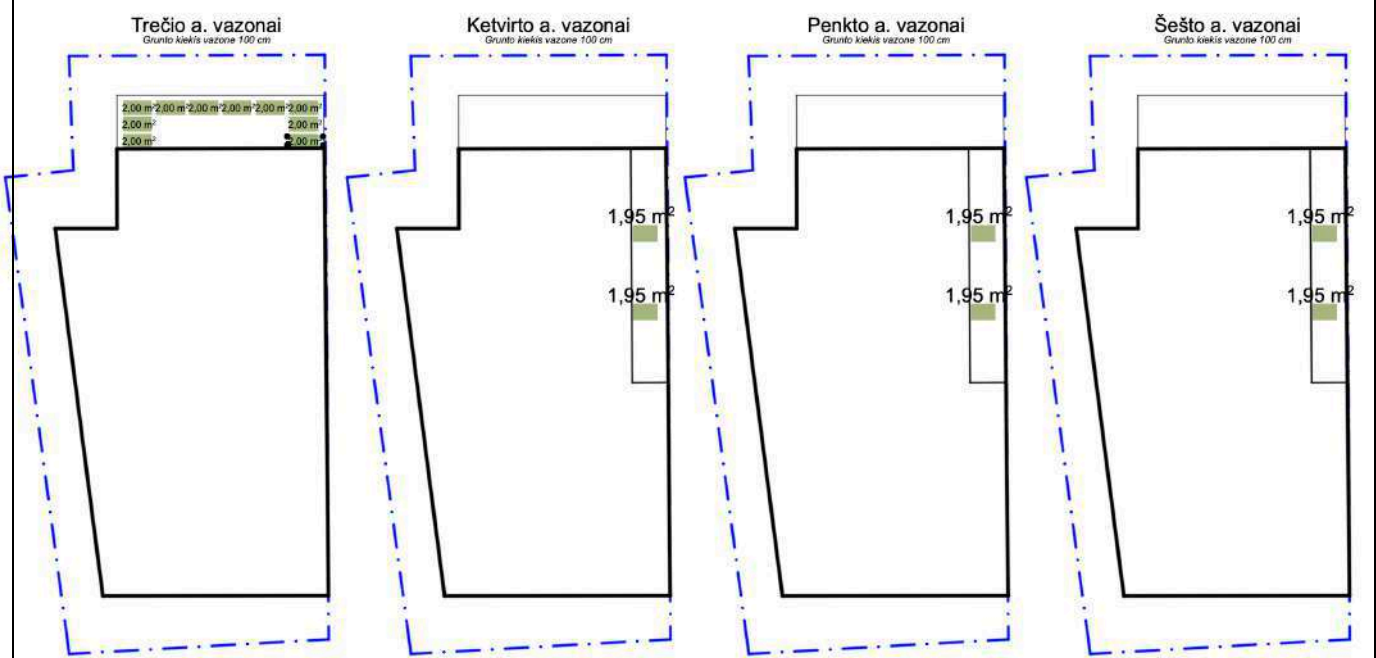 Trečio a. vazonai
Grunto kiekis vazone 100 cm
2,00 m² 2,00 m² 2,00 m² 2,00 m² 2,00 m² 2,00 m²
2,00 m² 2,00 m²
2,00 m² 2,00 m²
Ketvirto a. vazonai
Grunto kiekis vazone 100 cm
1,95 m²
1,95 m²
Penkto a. vazonai
Grunto kiekis vazone 100 cm
1,95 m²
1,95 m²
Šešto a. vazonai
Grunto kiekis vazone 100 cm
1,95 m²
1,95 m²